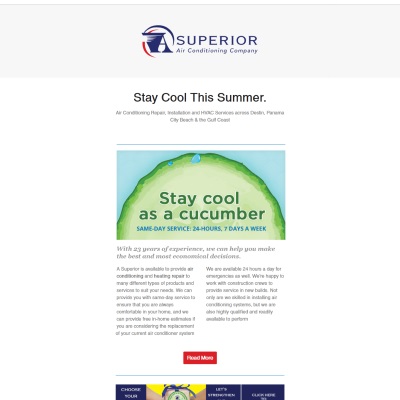 A SUPERIOR
Air Conditioning Company
Stay Cool This Summer.
Air Conditioning Repair, Installation and HVAC Services across Destin, Panama
City Beach & the Gulf Coast
Stay cool
as a cucumber
SAME-DAY SERVICE: 24-HOURS, 7 DAYS A WEEK
With 23 years of experience, we can help you make
the best and most economical decisions.
A Superior is available to provide air
conditioning and heating repair to
many different types of products and
services to suit your needs. We can
provide you with same-day service to
ensure that you are always
comfortable in your home, and we
can provide free in-home estimates if
you are considering the replacement
of your current air conditioner system
We are available 24 hours a day for
emergencies as well. We're happy to
work with construction crews to
provide service in new builds. Not
only are we skilled in installing air
conditioning systems, but we are
also highly qualified and readily
available to perform
Read More
CHOOSE
YOUR
LET'S
STRENGTHEN
CLICK HERE
TO